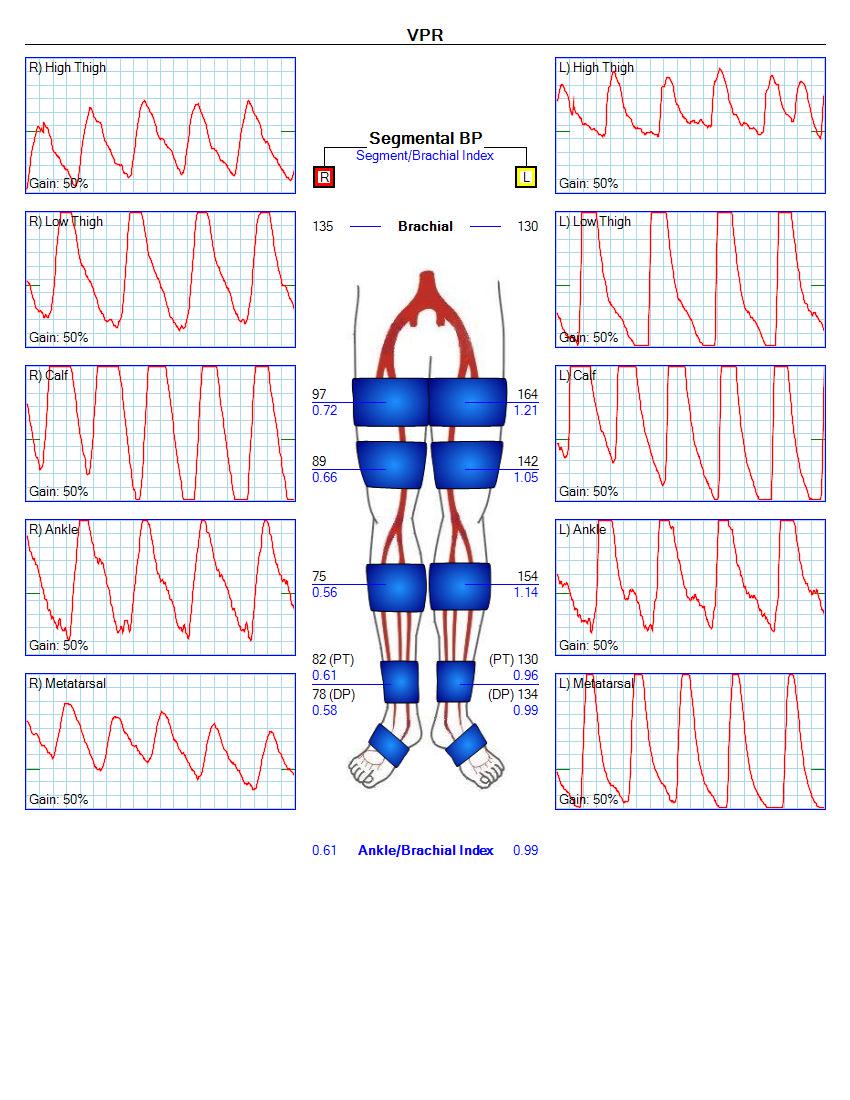 VPR
R) High Thigh
Gain: 50%
R) Low Thigh
Gain: 50%
R) Calf
Gain: 50%
R) Ankle
Gain: 50%
R) Metatarsal
Gain: 50%
Segmental BP
Segment/Brachial Index
R
L
135 Brachial 130
97 164
0.72 1.21
89 142
0.66 1.05
75 154
0.56 1.14
82 (PT) (PT) 130
0.61 0.96
78 (DP) (DP) 134
0.58 0.99
0.61 Ankle/Brachial Index 0.99
L) High Thigh
Gain: 50%
L) Low Thigh
Gain: 50%
L) Calf
Gain: 50%
L) Ankle
Gain: 50%
L) Metatarsal
Gain: 50%